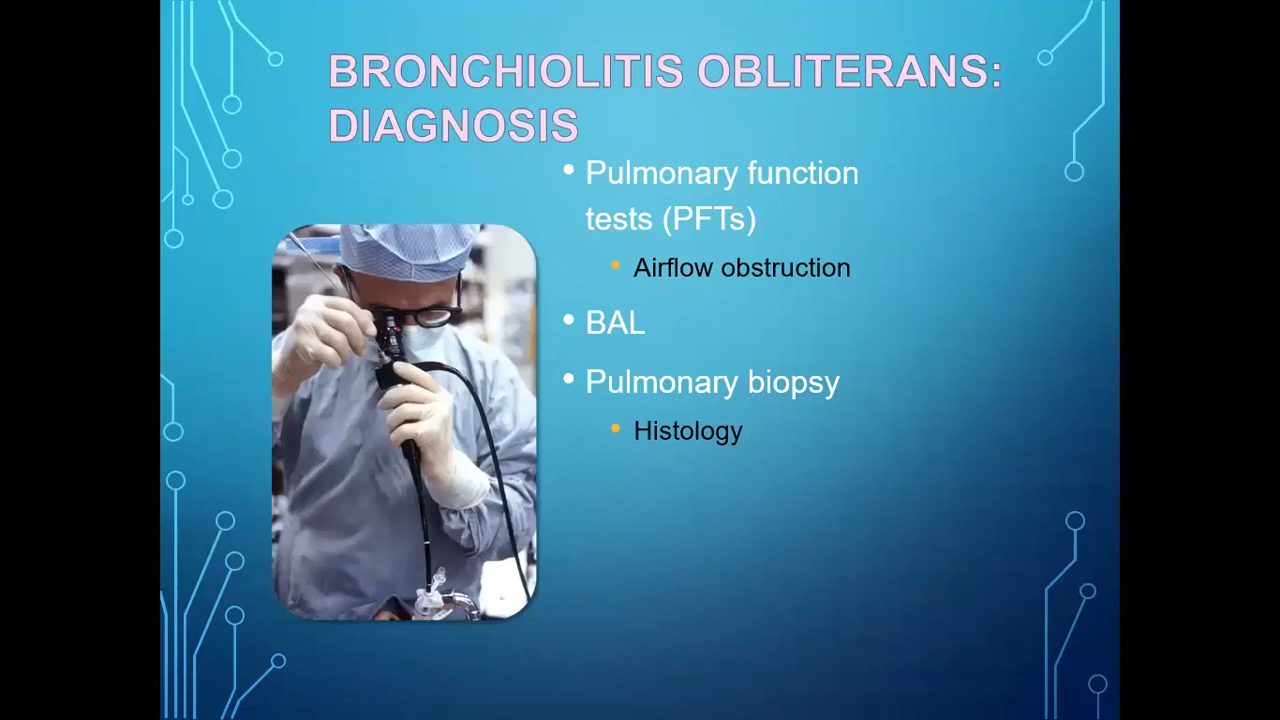 BRONCHIOLITIS OBLITERANS:
DIAGNOSIS
• Pulmonary function
tests (PFTs)
• Airflow obstruction
• BAL
• Pulmonary biopsy
• Histology